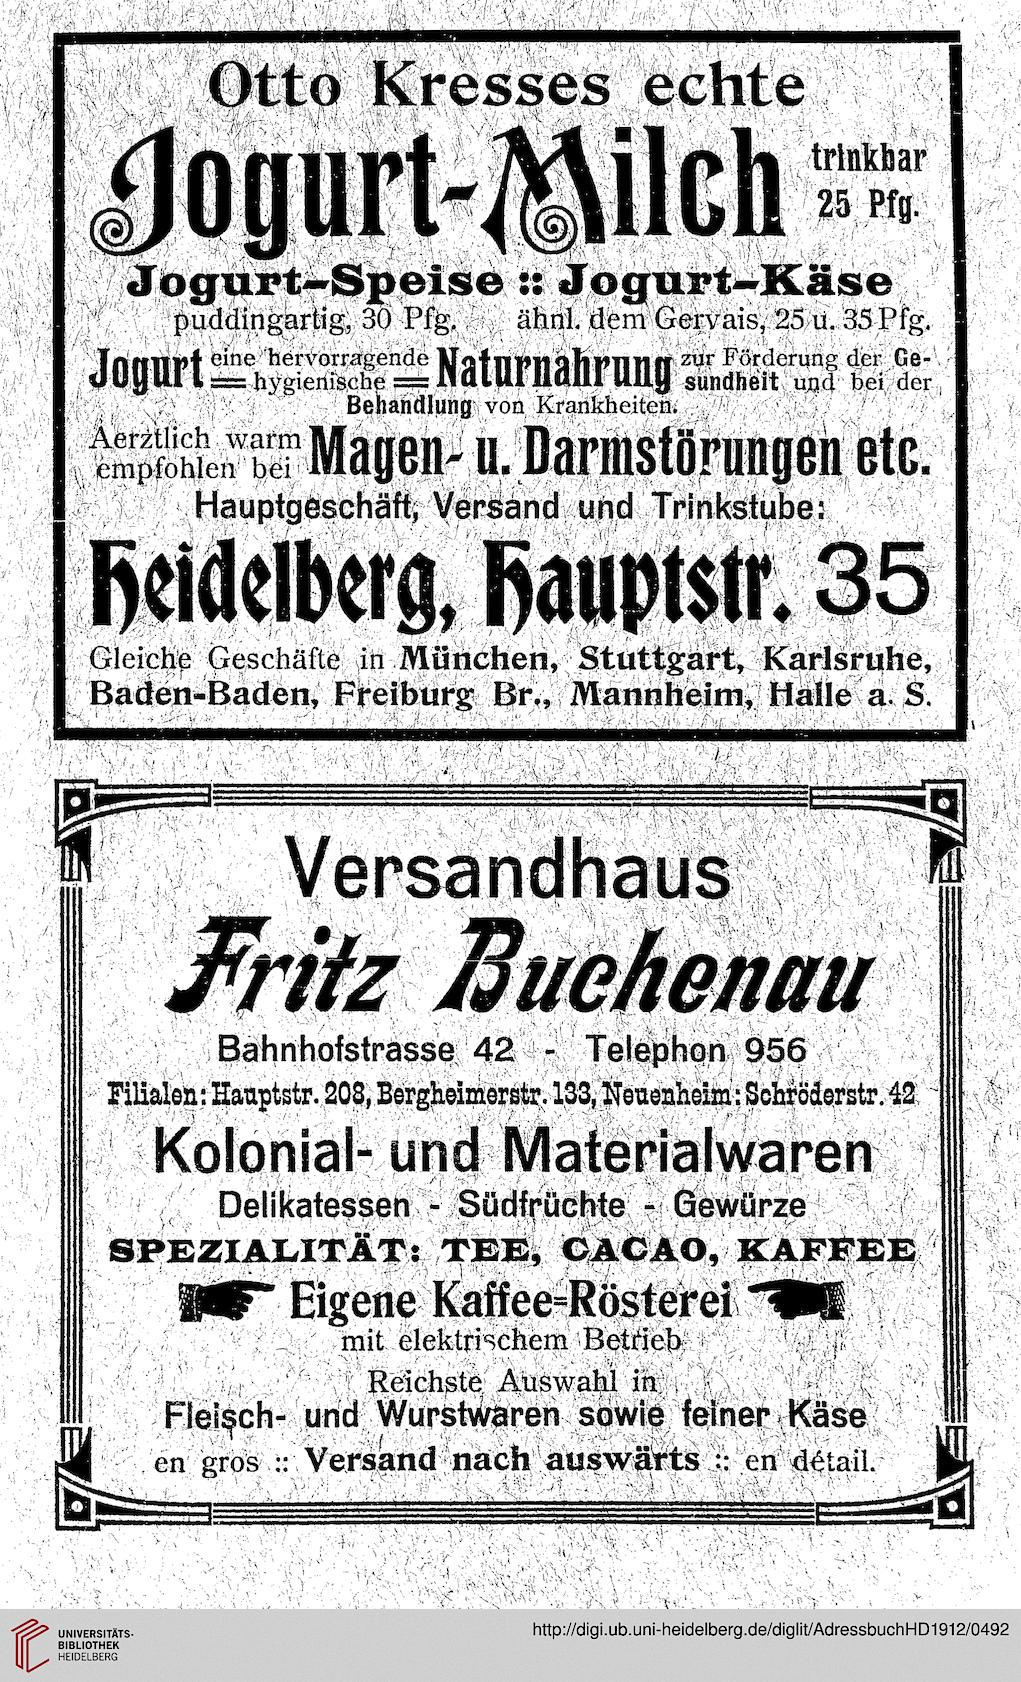 Otto Kresses echte
Jogurt-Milch trinkbar 25 Pfg.
Jogurt-Speise :: Jogurt-Käse
puddingartig, 30 Pfg. ähnl. dem Gervais, 25 u. 35 Pfg.
Jogurt eine hervorragende hygienische Naturnahrung zur Förderung der Ge-
sundheit und bei der
Behandlung von Krankheiten.
Aerztlich warm empfohlen bei Magen- u. Darmstörungen etc.
Hauptgeschäft, Versand und Trinkstube:
Heidelberg, Hauptstr. 35
Gleiche Geschäfte in München, Stuttgart, Karlsruhe,
Baden-Baden, Freiburg Br., Mannheim, Halle a. S.
Versandhaus
Fritz Buchenau
Bahnhofstrasse 42 - Telephon 956
Filialen: Hauptstr. 208, Bergheimerstr. 133, Neuenheim: Schröderstr. 42
Kolonial- und Materialwaren
Delikatessen - Südfrüchte - Gewürze
SPEZIALITÄT: TEE, CACAO, KAFFEE
Eigene Kaffee=Rösterei
mit elektrischem Betrieb
Reichste Auswahl in
Fleisch- und Wurstwaren sowie feiner Käse
en gros :: Versand nach auswärts :: en détail.
UNIVERSITÄTS-
BIBLIOTHEK
HEIDELBERG
http://digi.ub.uni-heidelberg.de/diglit/AdressbuchHD1912/0492